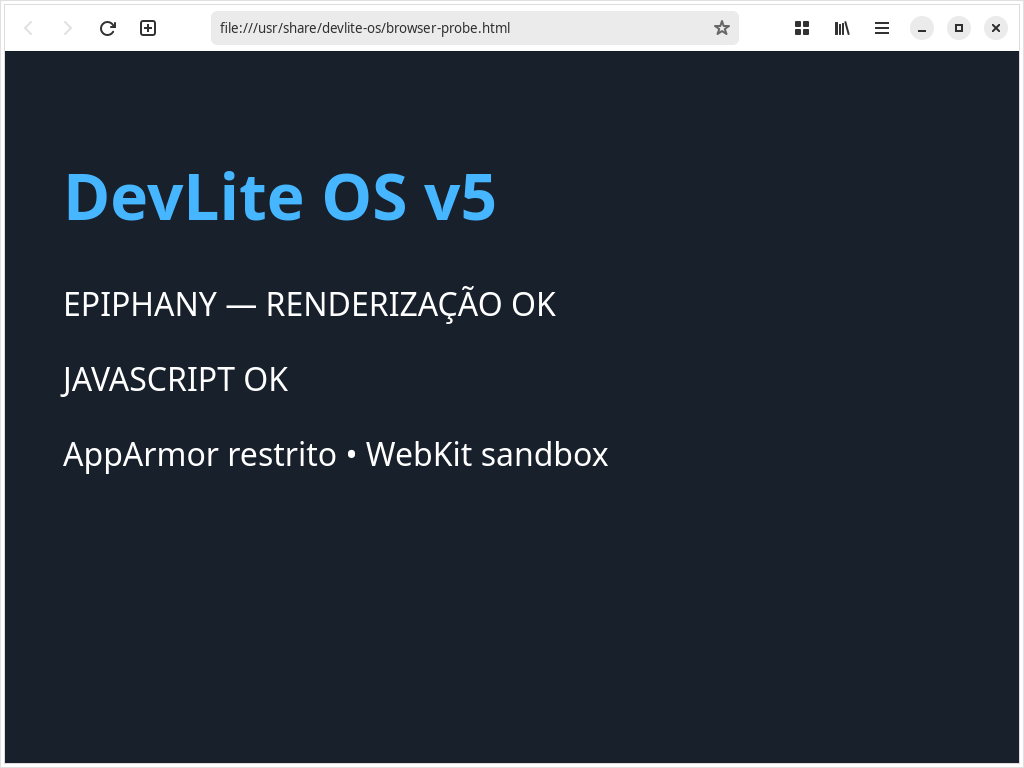 file:///usr/share/devlite-os/browser-probe.html
DevLite OS v5
EPIPHANY — RENDERIZAÇÃO OK
JAVASCRIPT OK
AppArmor restrito • WebKit sandbox